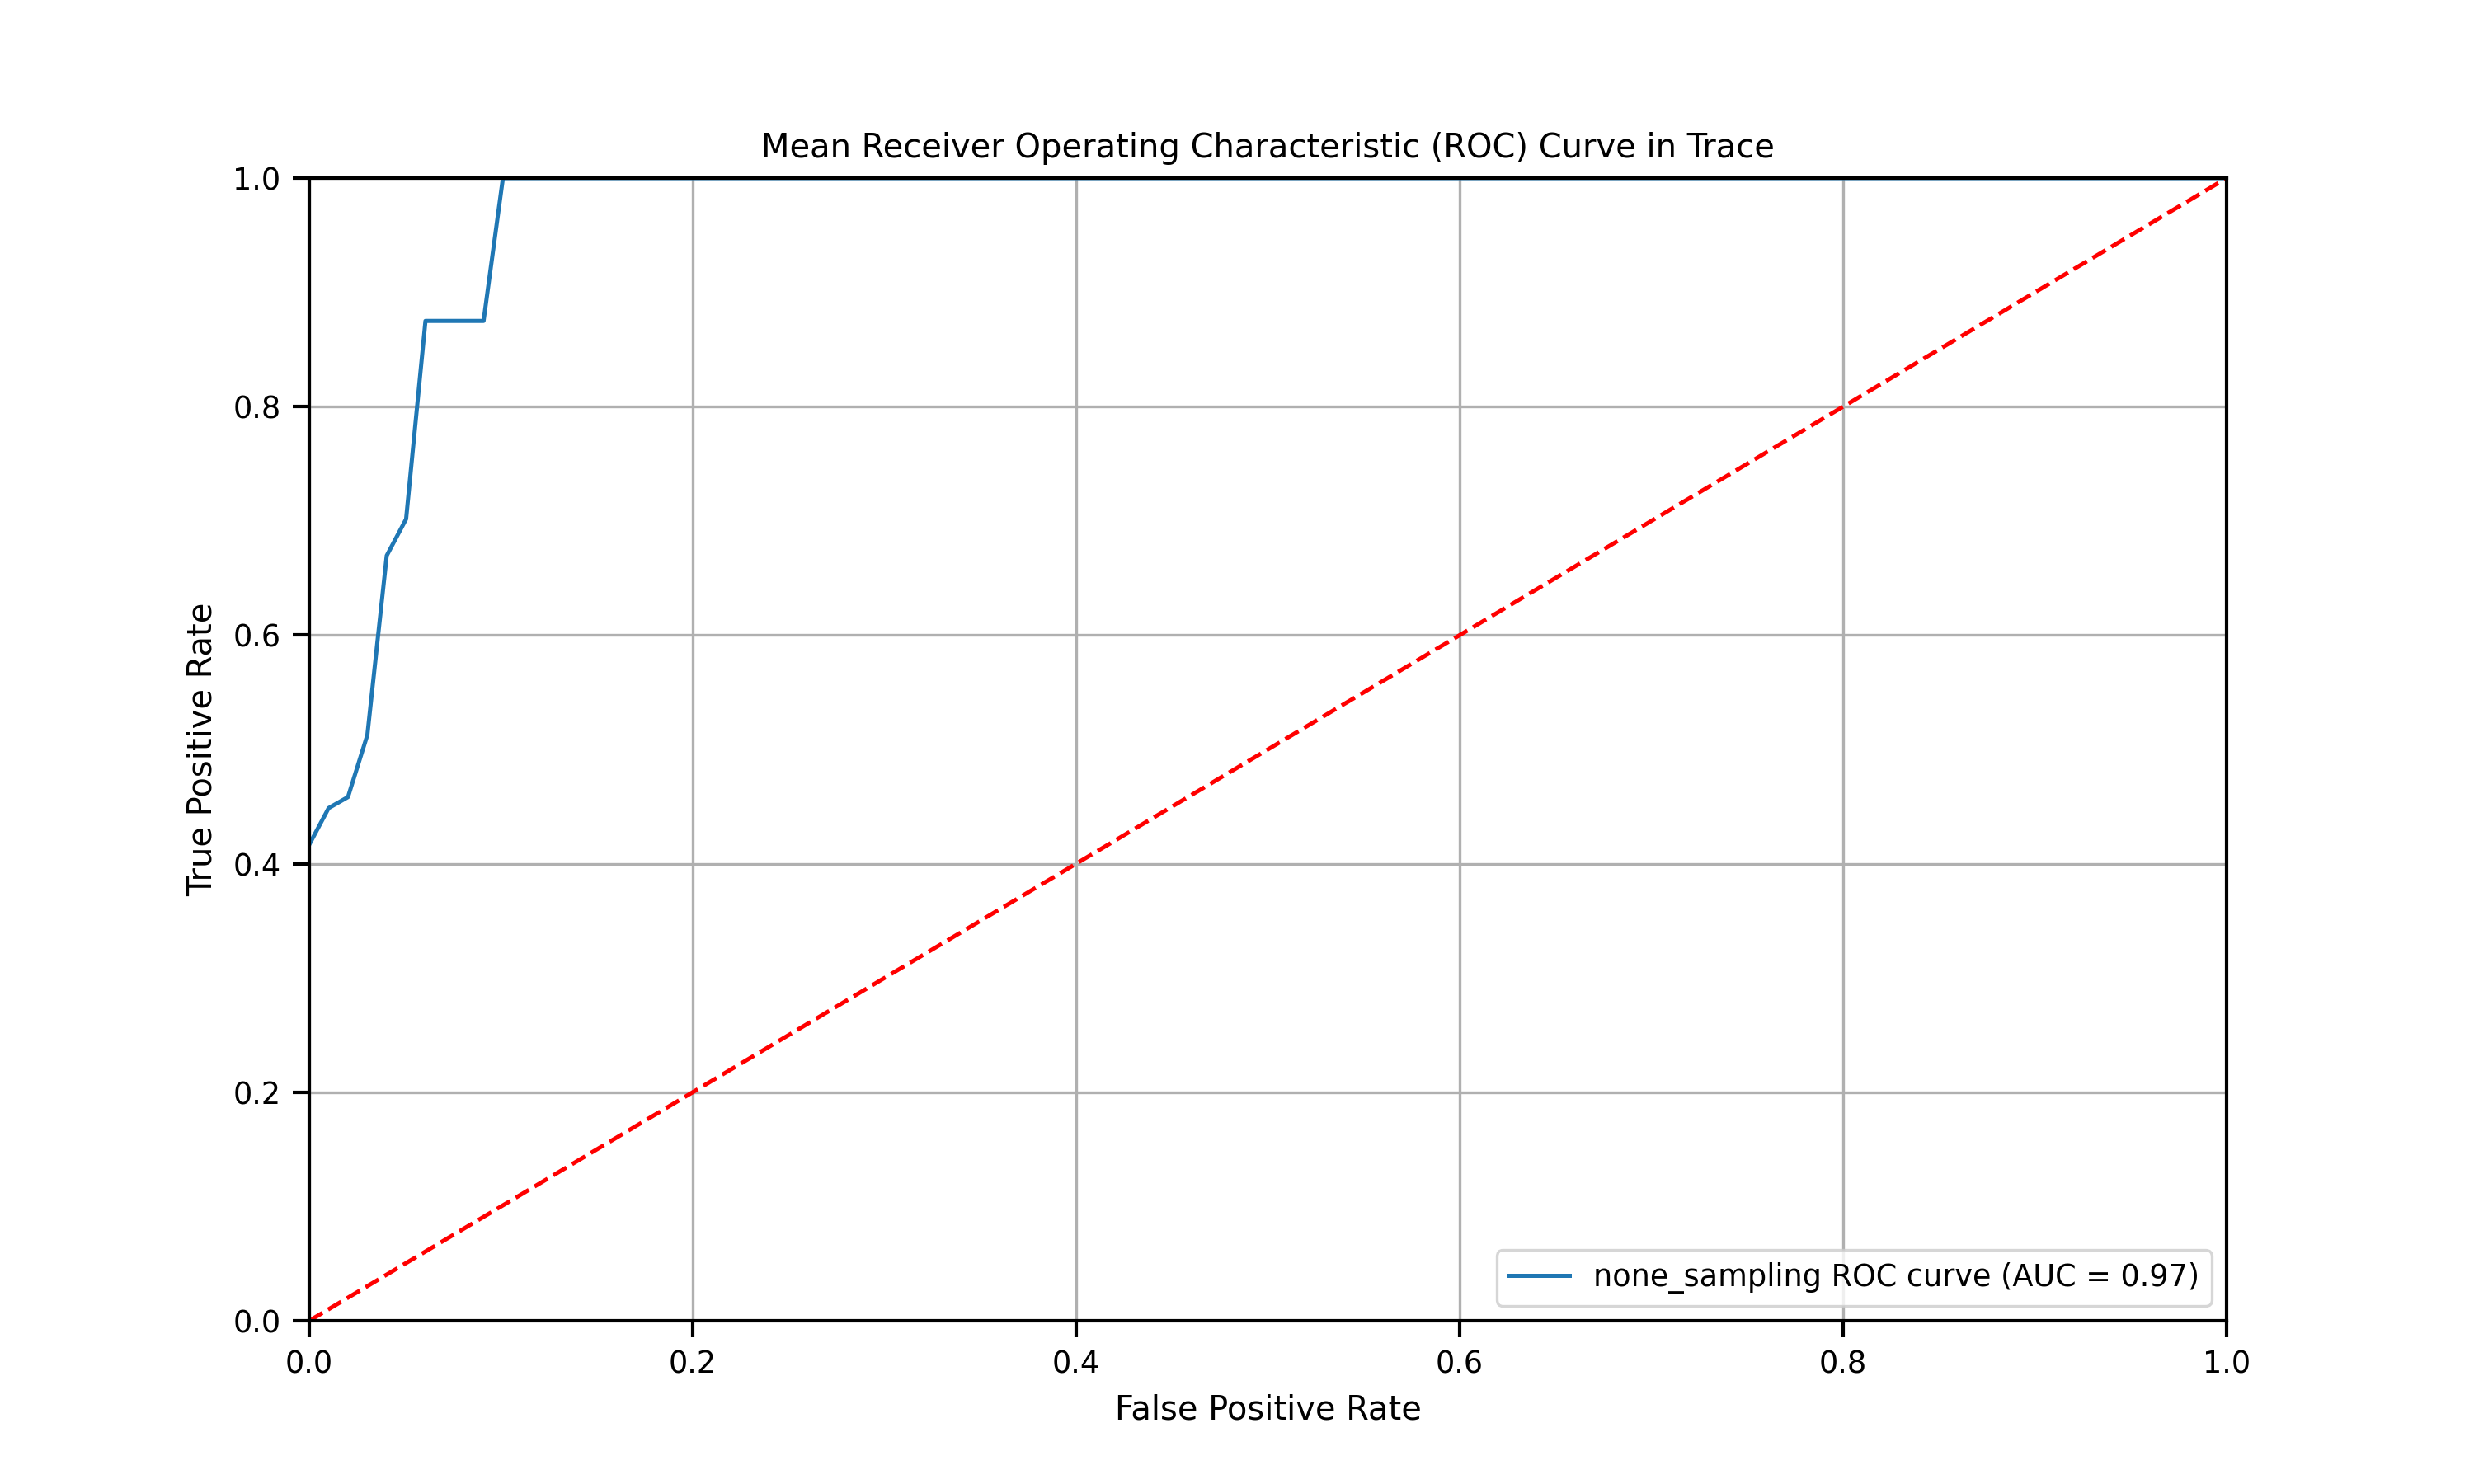 Mean Receiver Operating Characteristic (ROC) Curve in Trace
1.0
0.8
0.6
0.4
0.2
0.0
True Positive Rate
none_sampling ROC curve (AUC = 0.97)
0.0 0.2 0.4 0.6 0.8 1.0
False Positive Rate